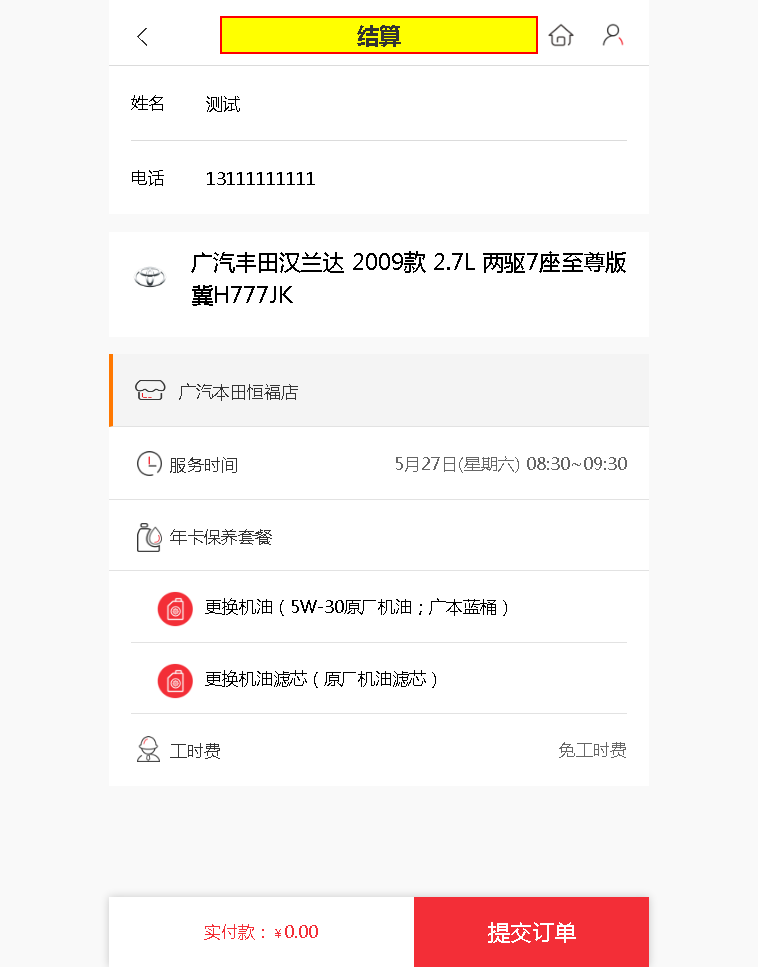 结算
姓名 测试
电话 13111111111
广汽丰田汉兰达 2009款 2.7L 两驱7座至尊版
冀H777JK
广汽本田恒福店
服务时间 5月27日(星期六) 08:30~09:30
年卡保养套餐
更换机油（5W-30原厂机油；广本蓝桶）
更换机油滤芯（原厂机油滤芯）
工时费 免工时费
实付款：¥0.00 提交订单